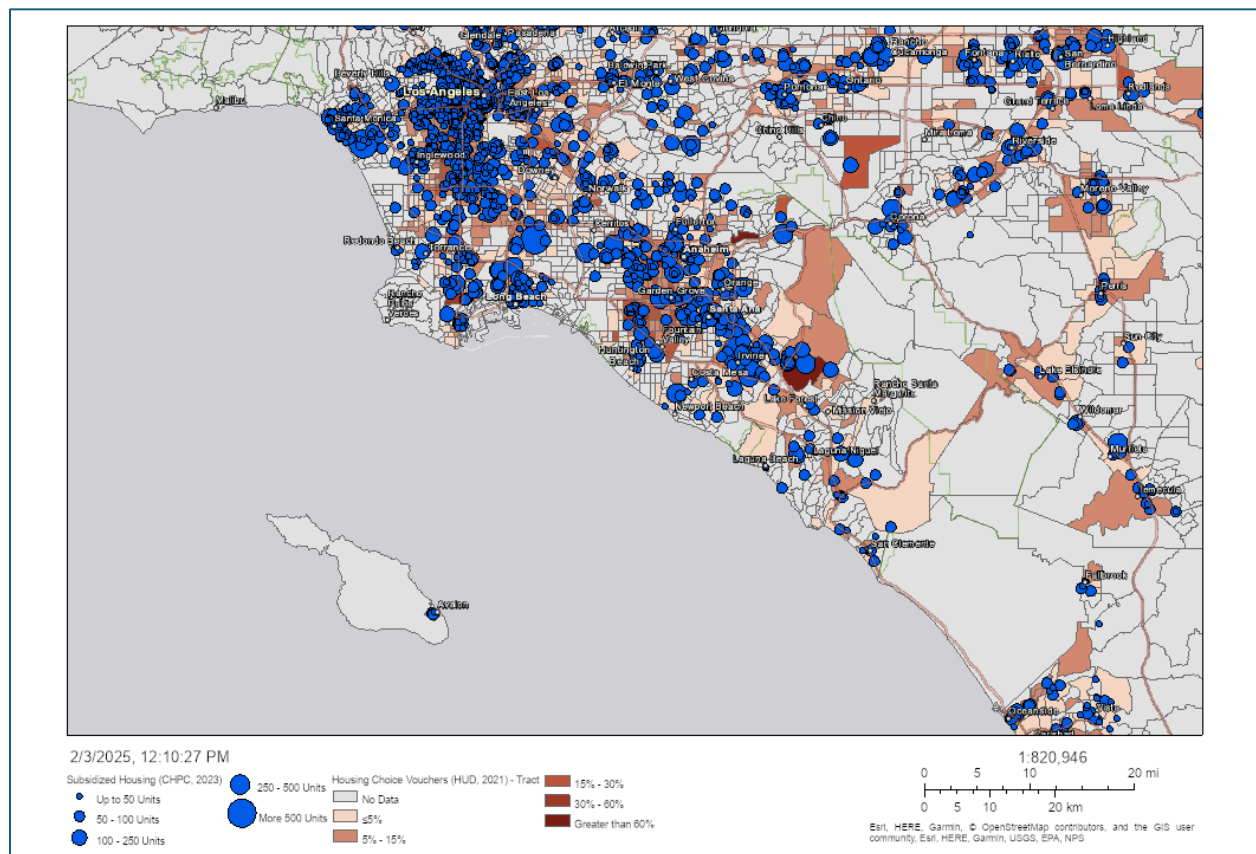 Glendale
Pasadena
Glendora
Rancho
Cucamonga
Fontana
Rialto
San
Bernardino
Highland
Beverly Hills
Baldwin Park
West Covina
El Monte
Los Angeles
East Los
Angeles
Pomona
Ontario
Redlands
Malibu
Grand Terrace
Loma Linda
Santa Monica
Chino
Chino Hills
Mira Loma
Riverside
Inglewood
Downey
Norwalk
Moreno Valley
Cerritos
Fullerton
Corona
Redondo Beach
Torrance
Anaheim
Rancho
Palos
Verdes
Long Beach
Garden Grove
Orange
Perris
Santa Ana
Fountain
Valley
Huntington
Beach
Irvine
Sun City
Costa Mesa
Lake Elsinore
Newport Beach
Lake Forest
Rancho Santa
Margarita
Mission Viejo
Wildomar
Laguna Beach
Laguna Niguel
Murrieta
Temecula
San Clemente
Fallbrook
Avalon
Oceanside
Vista
Carlsbad
2/3/2025, 12:10:27 PM
1:820,946
Subsidized Housing (CHPC, 2023)
Up to 50 Units
50 - 100 Units
100 - 250 Units
250 - 500 Units
More 500 Units
Housing Choice Vouchers (HUD, 2021) - Tract
No Data
≤5%
5% - 15%
15% - 30%
30% - 60%
Greater than 60%
0 5 10 20 mi
0 5 10 20 km
Esri, HERE, Garmin, © OpenStreetMap contributors, and the GIS user
community, Esri, HERE, Garmin, USGS, EPA, NPS